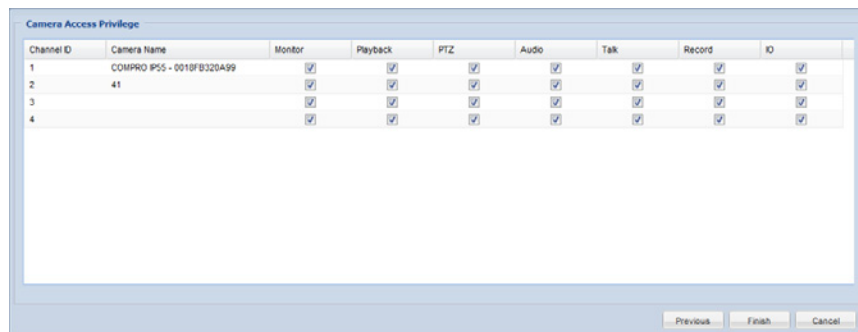 Camera Access Privilege
Channel ID Camera Name Monitor Playback PTZ Audio Talk Record IO
1 COMPRO IP55 - 0018FB320A99
2 41
3
4
Previous Finish Cancel